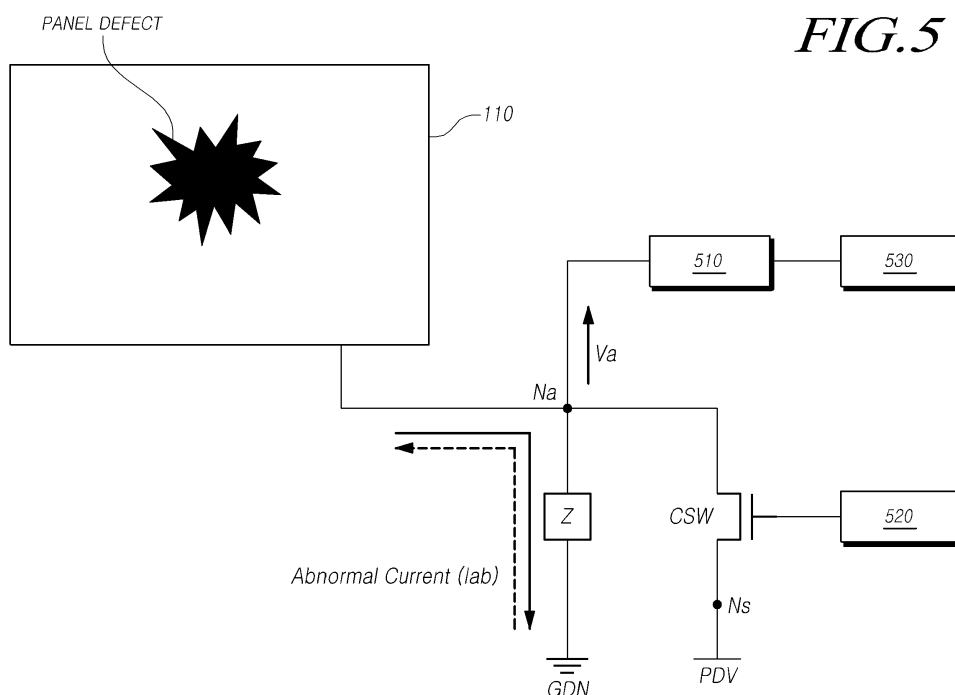 PANEL DEFECT
FIG.5
110
510
530
Va
Na
Z
CSW
520
Abnormal Current (Iab)
Ns
GDN
PDV